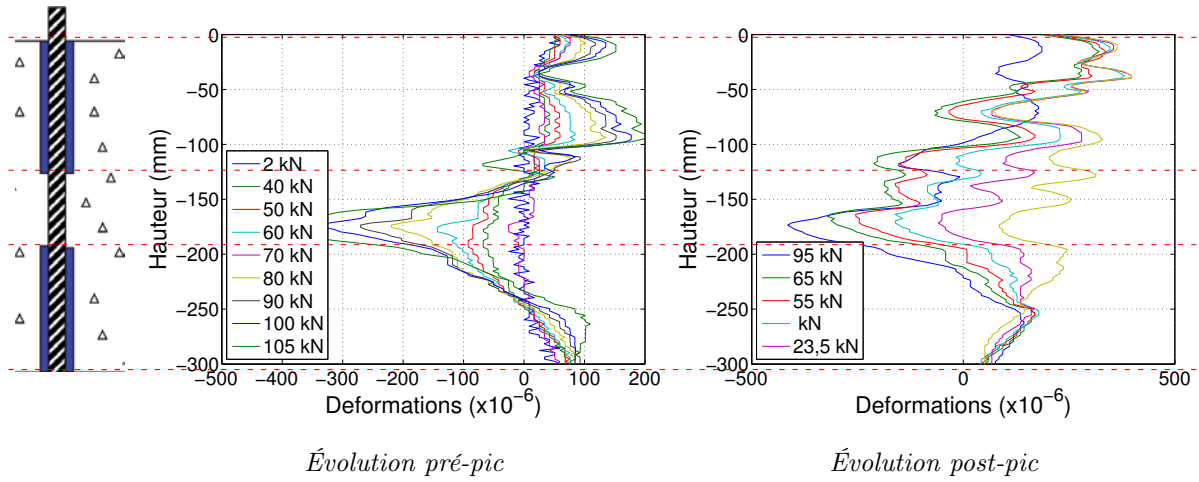 0
−50
−100
−150
−200
−250
−300
Hauteur (mm)
2 kN
40 kN
50 kN
60 kN
70 kN
80 kN
90 kN
100 kN
105 kN
−500
−400
−300
−200
−100
0
100
200
Deformations (x10⁻⁶)
Évolution pré-pic
0
−50
−100
−150
−200
−250
−300
Hauteur (mm)
95 kN
65 kN
55 kN
kN
23,5 kN
−500
0
500
Deformations (x10⁻⁶)
Évolution post-pic